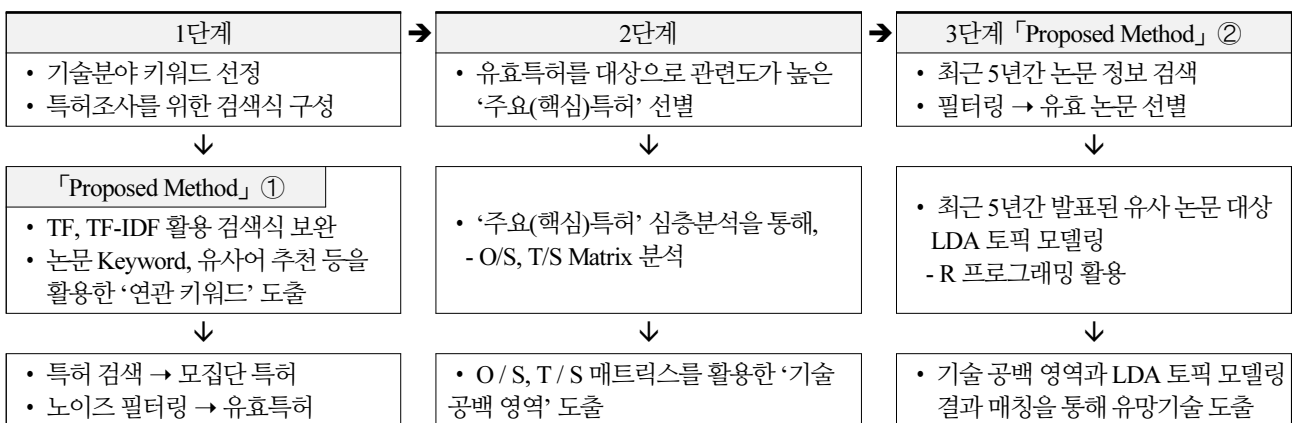 1단계
• 기술분야 키워드 선정
• 특허조사를 위한 검색식 구성
↓
「Proposed Method」 ①
• TF, TF-IDF 활용 검색식 보완
• 논문 Keyword, 유사어 추천 등을
활용한 ‘연관 키워드’ 도출
↓
• 특허 검색 → 모집단 특허
• 노이즈 필터링 → 유효특허
➔
2단계
• 유효특허를 대상으로 관련도가 높은
‘주요(핵심)특허’ 선별
↓
• ‘주요(핵심)특허’ 심층분석을 통해,
- O/S, T/S Matrix 분석
↓
• O / S, T / S 매트릭스를 활용한 ‘기술
공백 영역’ 도출
➔
3단계「Proposed Method」 ②
• 최근 5년간 논문 정보 검색
• 필터링 → 유효 논문 선별
↓
• 최근 5년간 발표된 유사 논문 대상
LDA 토픽 모델링
- R 프로그래밍 활용
↓
• 기술 공백 영역과 LDA 토픽 모델링
결과 매칭을 통해 유망기술 도출